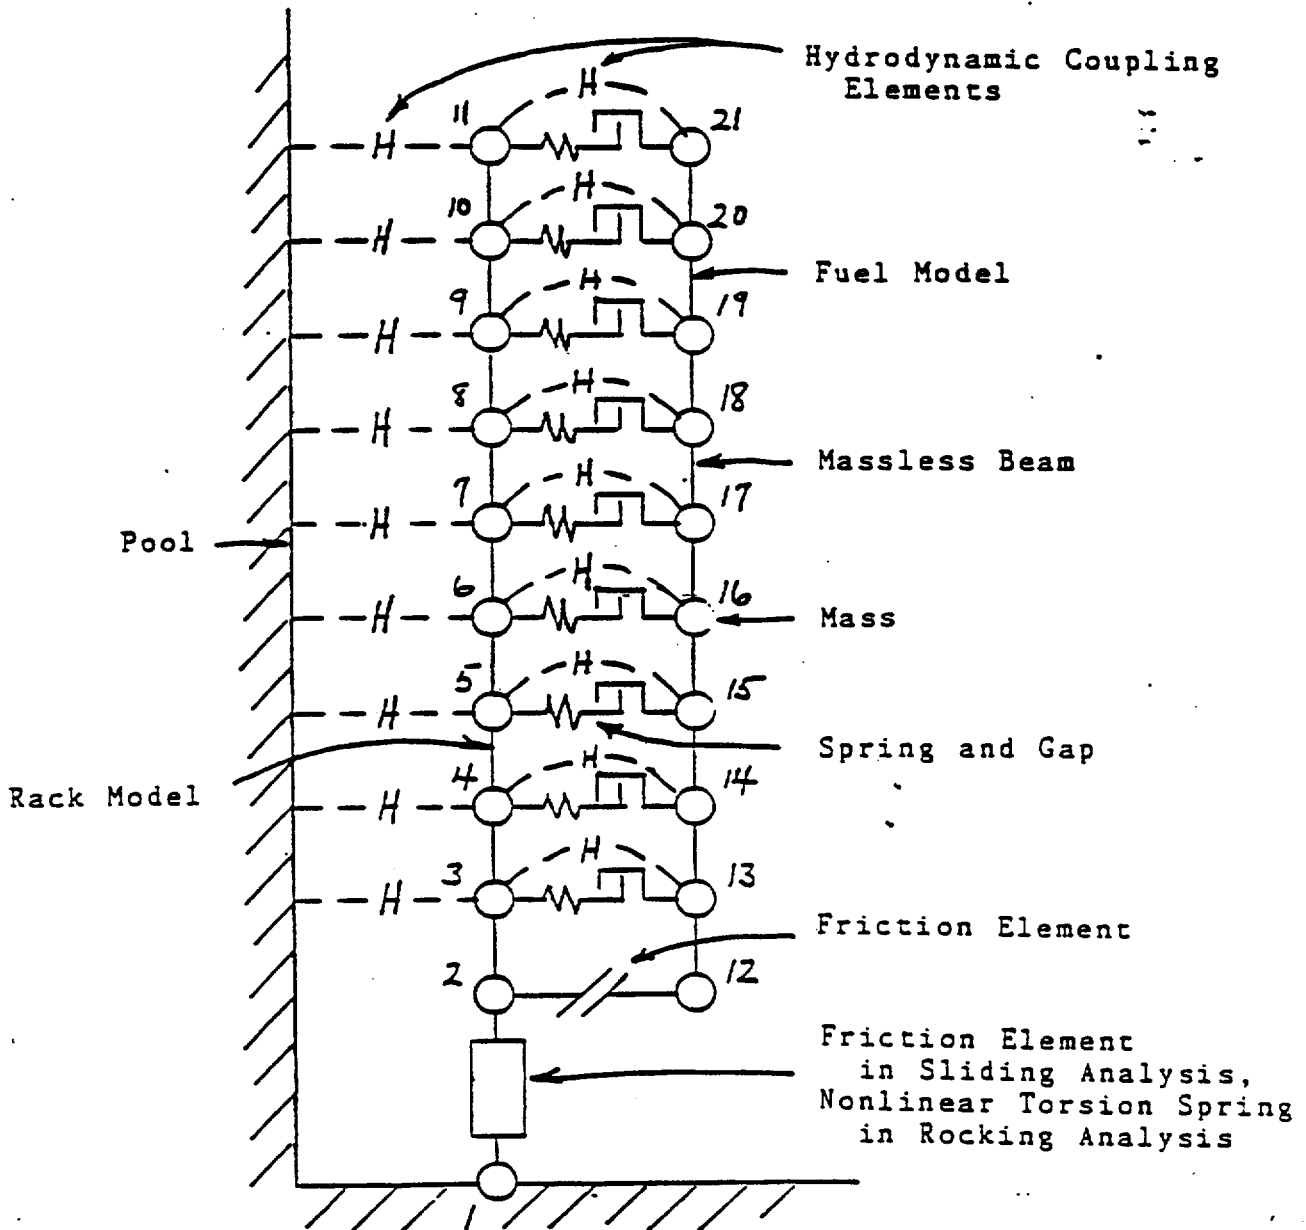 Hydrodynamic Coupling
Elements
H
11
H
21
H
10
H
20
Fuel Model
H
9
H
19
H
8
H
18
Massless Beam
H
7
H
17
Pool
H
6
H
16
Mass
H
5
H
15
Spring and Gap
H
4
H
14
Rack Model
H
3
H
13
Friction Element
2
12
Friction Element
in Sliding Analysis,
Nonlinear Torsion Spring
in Rocking Analysis
1